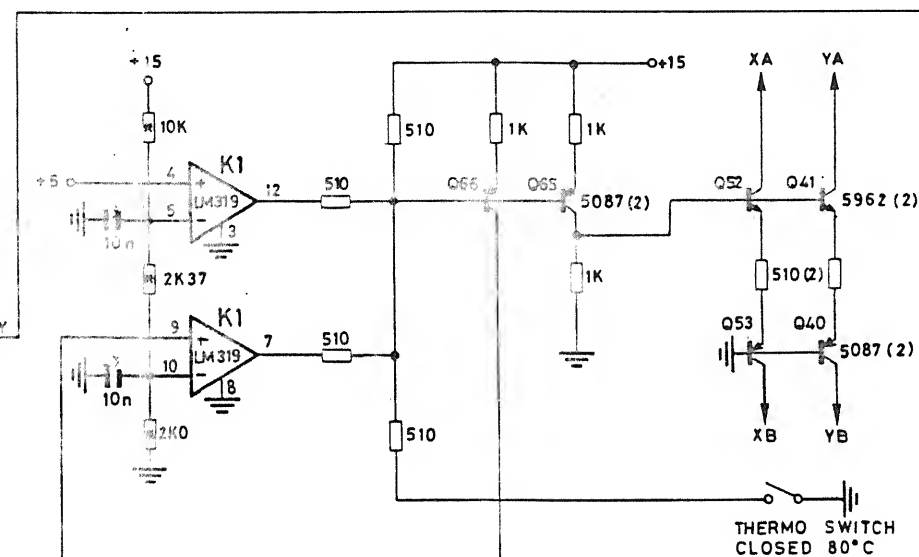 +15
10K
+5
4
+
K1
LM319
12
5
−
3
10n
2K37
Y
9
+
K1
LM319
7
10
−
8
10n
2K0
510
510
510
510
+15
1K
1K
Q66
Q65
5087(2)
1K
XA
YA
Q52
Q41
5962(2)
510(2)
Q53
Q40
5087(2)
XB
YB
THERMO SWITCH
CLOSED 80°C